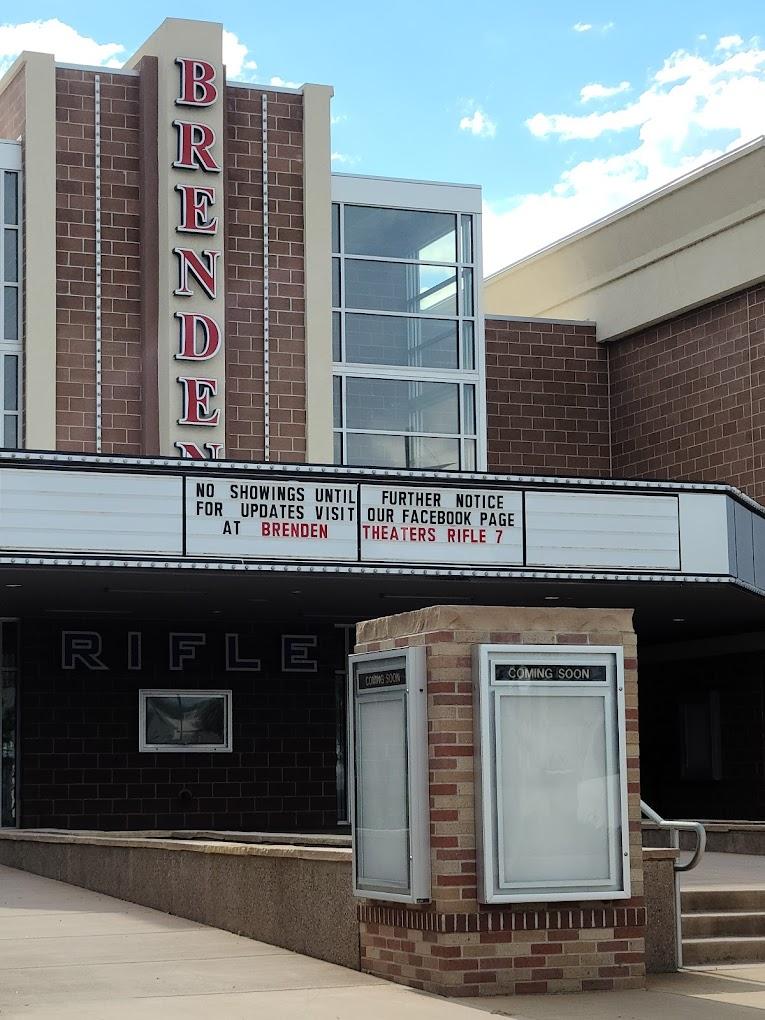 BRENDEN
NO SHOWINGS UNTIL FURTHER NOTICE
FOR UPDATES VISIT OUR FACEBOOK PAGE
AT BRENDEN THEATERS RIFLE 7
RIFLE
COMING SOON
COMING SOON